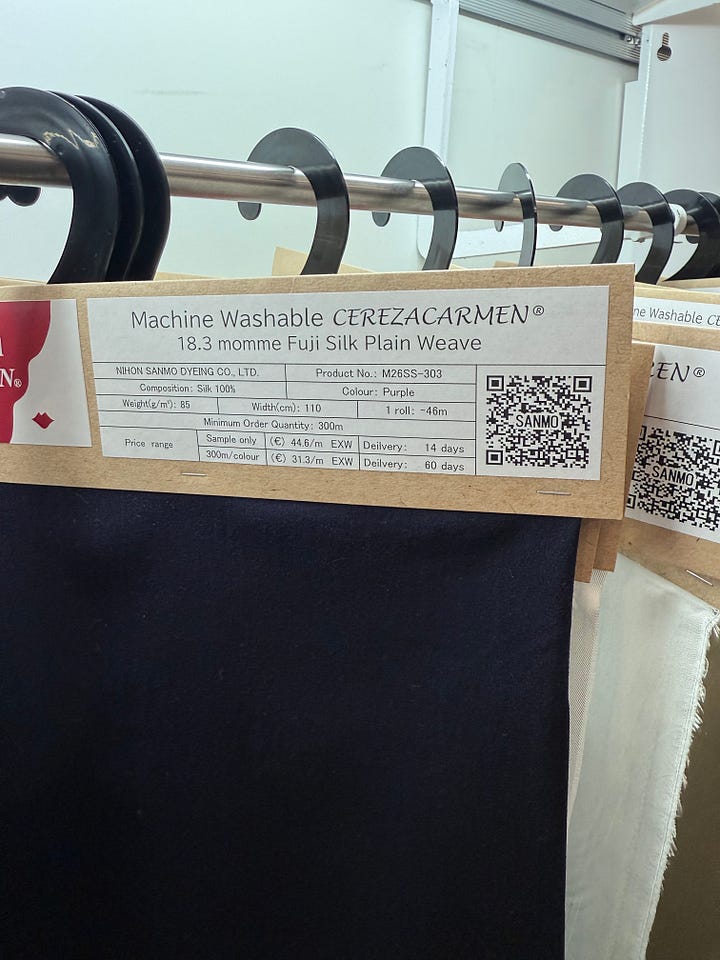 N®
Machine Washable CEREZACARMEN®
18.3 momme Fuji Silk Plain Weave
NIHON SANMO DYEING CO., LTD.
Product No.: M26SS-303
Composition: Silk 100%
Colour: Purple
Weight(g/m²): 85
Width(cm): 110
1 roll: -46m
Minimum Order Quantity: 300m
Price range
Sample only
(€) 44.6/m EXW
Deilvery: 14 days
300m/colour
(€) 31.3/m EXW
Deilvery: 60 days
SANMO
ne Washable CE
EN®
SANMO